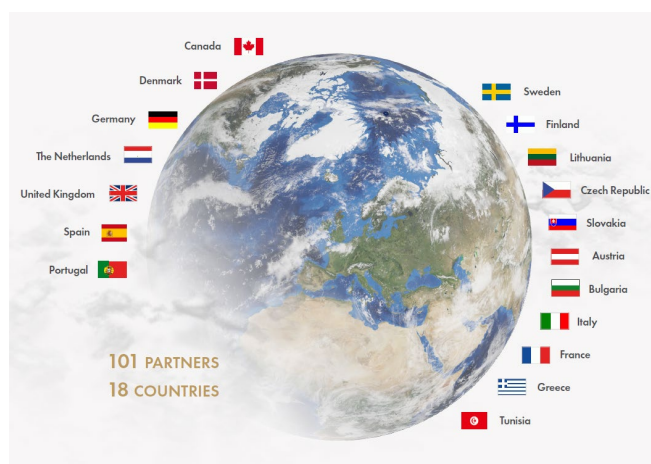 Canada
Denmark
Germany
The Netherlands
United Kingdom
Spain
Portugal
Sweden
Finland
Lithuania
Czech Republic
Slovakia
Austria
Bulgaria
Italy
France
Greece
Tunisia
101 PARTNERS
18 COUNTRIES